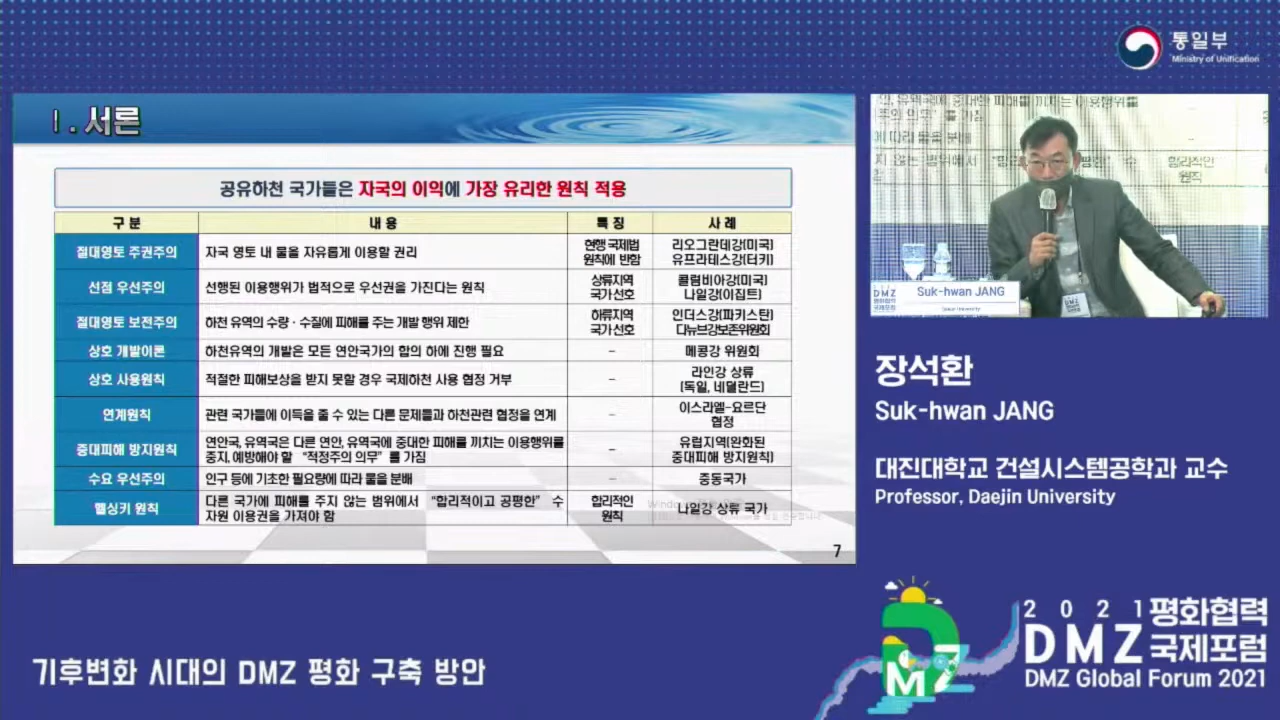 통일부
Ministry of Unification
Ⅰ. 서론
공유하천 국가들은 자국의 이익에 가장 유리한 원칙 적용
구 분 내 용 특 징 사 례
절대영토 주권주의 자국 영토 내 물을 자유롭게 이용할 권리 현행 국제법 원칙에 반함 리오그란데강(미국) 유프라테스강(터키)
선점 우선주의 선행된 이용행위가 법적으로 우선권을 가진다는 원칙 상류지역 국가 선호 콜럼비아강(미국) 나일강(이집트)
절대영토 보전주의 하천 유역의 수량·수질에 피해를 주는 개발 행위 제한 하류지역 국가 선호 인더스강(파키스탄) 다뉴브강보존위원회
상호 개발이론 하천유역의 개발은 모든 연안국가의 합의 하에 진행 필요 - 메콩강 위원회
상호 사용원칙 적절한 피해보상을 받지 못할 경우 국제하천 사용 협정 거부 - 라인강 상류 (독일, 네덜란드)
연계원칙 관련 국가들에 이득을 줄 수 있는 다른 문제들과 하천관련 협정을 연계 이스라엘-요르단 협정
중대피해 방지원칙 연안국, 유역국은 다른 연안, 유역국에 중대한 피해를 끼치는 이용행위를 중지, 예방해야 할 “적정주의 의무”를 가짐 - 유럽지역(완화된 중대피해 방지원칙)
수요 우선주의 인구 등에 기초한 필요량에 따라 물을 분배 - 중동국가
헬싱키 원칙 다른 국가에 피해를 주지 않는 범위에서 “합리적이고 공평한” 수자원 이용권을 가져야 함 합리적인 원칙 나일강 상류 국가
7
Suk-hwan JANG
Daejin University
DMZ
평화협력
국제포럼
장석환
Suk-hwan JANG
대진대학교 건설시스템공학과 교수
Professor, Daejin University
기후변화 시대의 DMZ 평화 구축 방안
DMZ
2021 평화협력
DMZ 국제포럼
DMZ Global Forum 2021